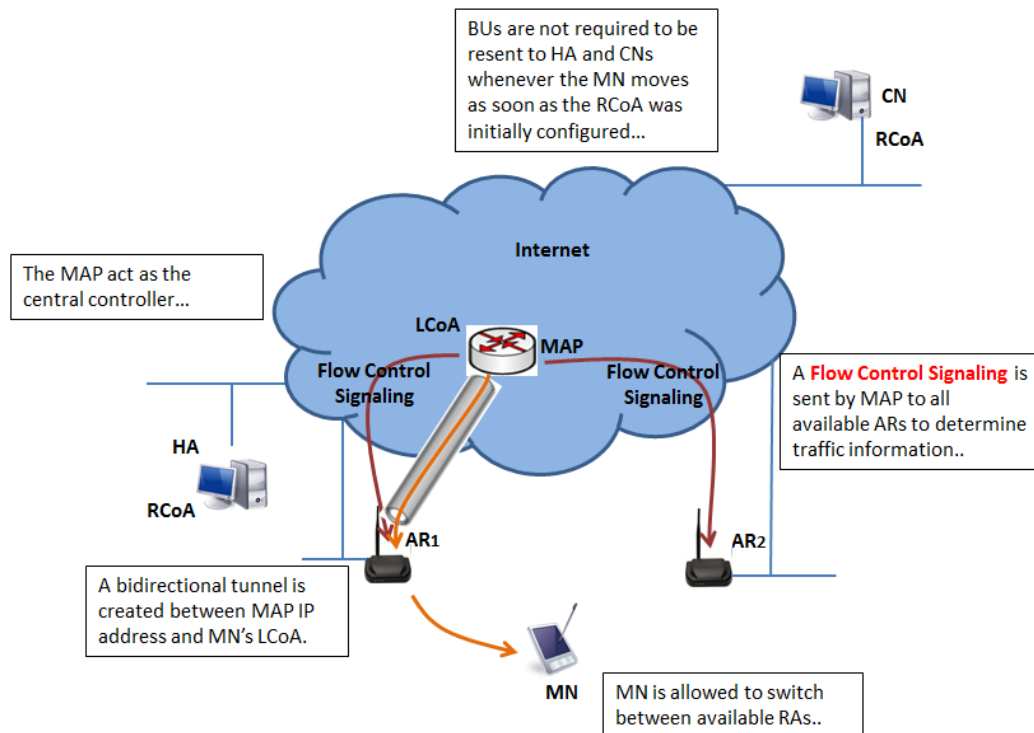 BUs are not required to be
resent to HA and CNs
whenever the MN moves
as soon as the RCoA was
initially configured...
CN
RCoA
Internet
The MAP act as the
central controller...
LCoA
MAP
Flow Control
Signaling
Flow Control
Signaling
A Flow Control Signaling is
sent by MAP to all
available ARs to determine
traffic information..
HA
RCoA
AR1
AR2
A bidirectional tunnel is
created between MAP IP
address and MN's LCoA.
MN
MN is allowed to switch
between available RAs..